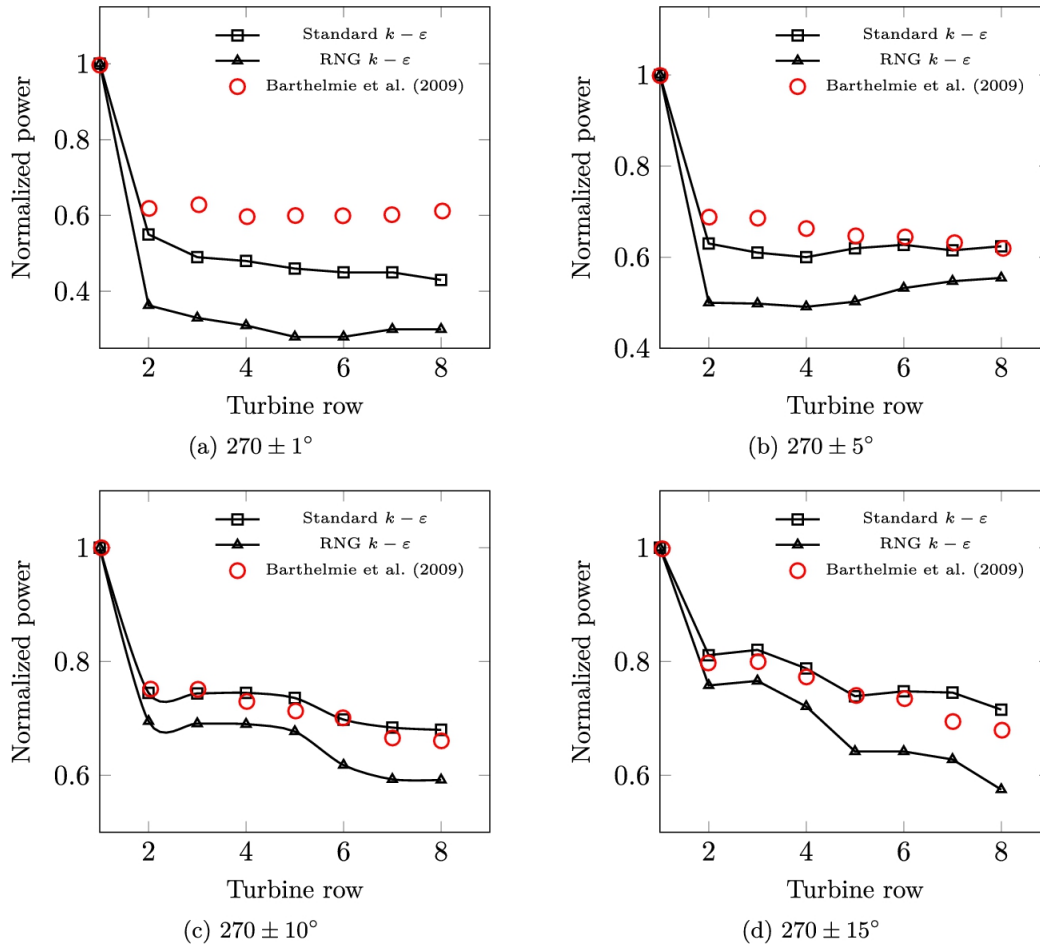 Standard k − ε
RNG k − ε
Barthelmie et al. (2009)
1
0.8
0.6
0.4
Normalized power
2 4 6 8
Turbine row
(a) 270 ± 1°
Standard k − ε
RNG k − ε
Barthelmie et al. (2009)
1
0.8
0.6
0.4
Normalized power
2 4 6 8
Turbine row
(b) 270 ± 5°
Standard k − ε
RNG k − ε
Barthelmie et al. (2009)
1
0.8
0.6
Normalized power
2 4 6 8
Turbine row
(c) 270 ± 10°
Standard k − ε
RNG k − ε
Barthelmie et al. (2009)
1
0.8
0.6
Normalized power
2 4 6 8
Turbine row
(d) 270 ± 15°